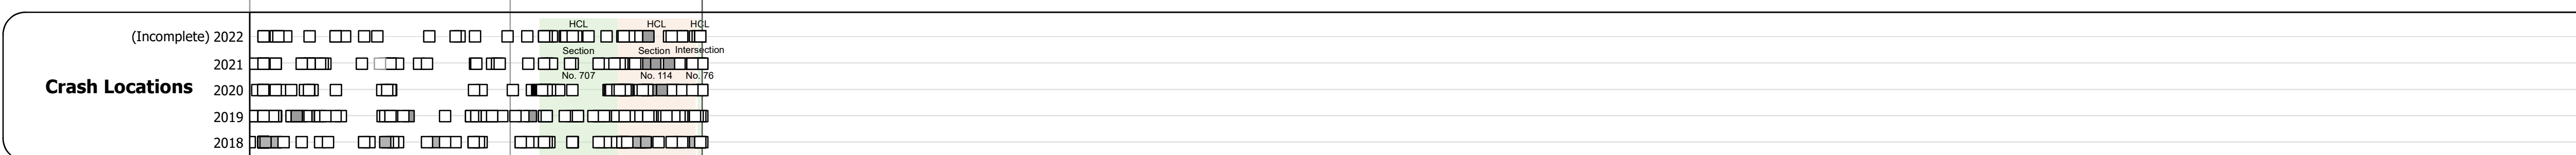 HCL HCL HCL
(Incomplete) 2022
Section Section Intersection
2021
No. 707 No. 114 No. 76
Crash Locations
2020
2019
2018